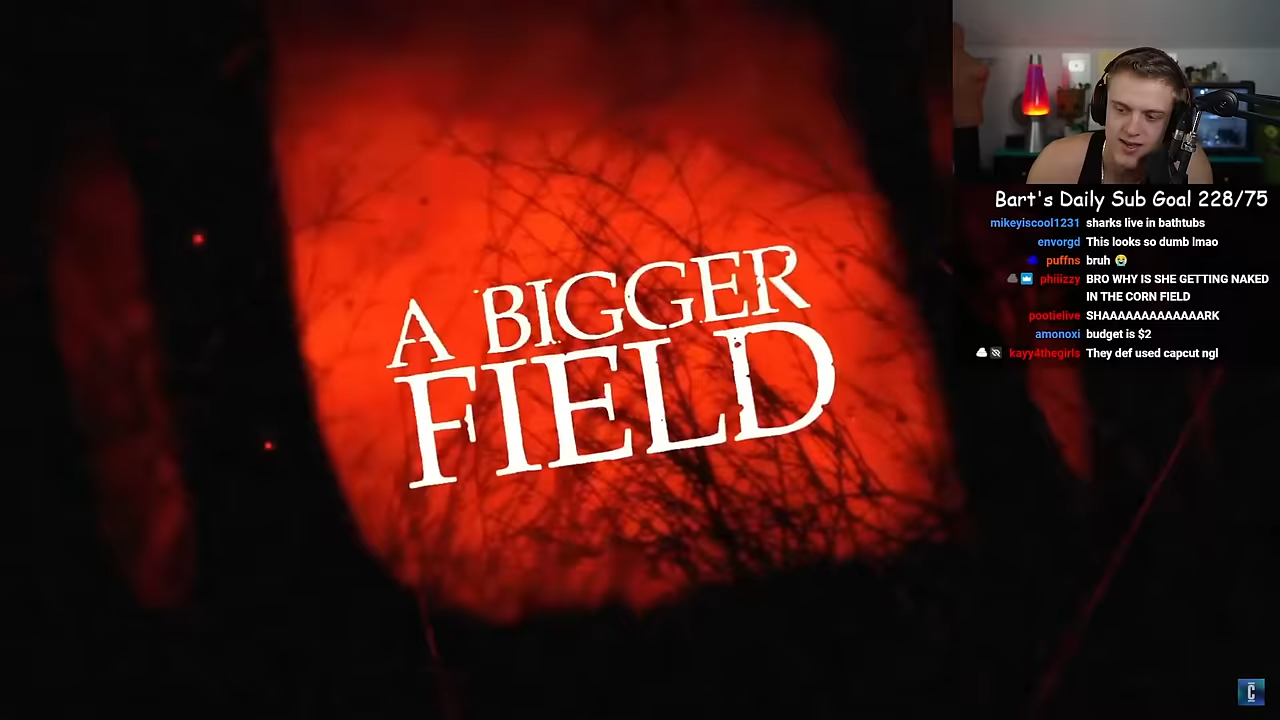 A BIGGER
FIELD
Bart's Daily Sub Goal 228/75
mikeyiscool1231 sharks live in bathtubs
envorgd This looks so dumb lmao
puffns bruh 😭
phiiizzy BRO WHY IS SHE GETTING NAKED
IN THE CORN FIELD
pootielive SHAAAAAAAAAAAAARK
amonoxi budget is $2
kayy4thegirls They def used capcut ngl